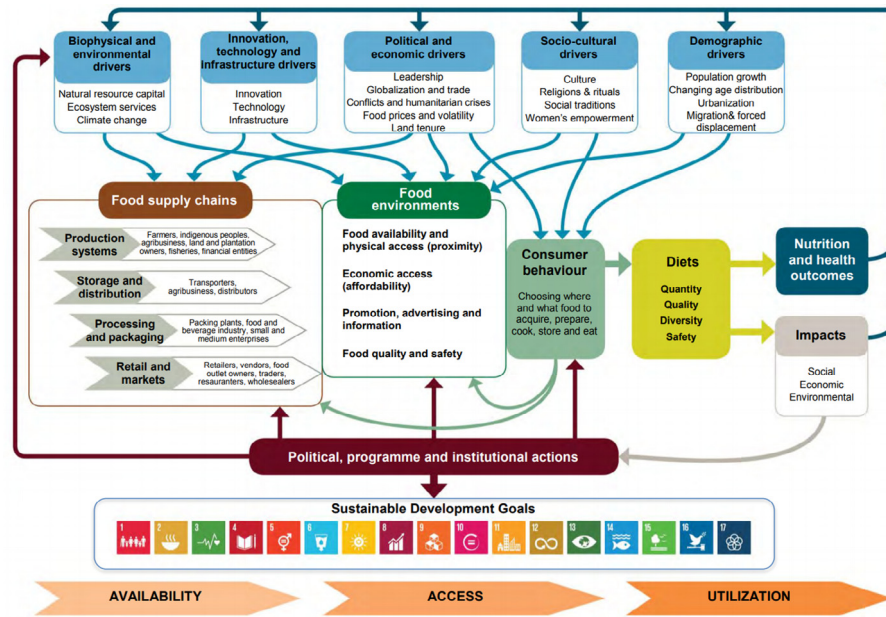 Biophysical and
environmental
drivers
Natural resource capital
Ecosystem services
Climate change
Innovation,
technology and
Infrastructure drivers
Innovation
Technology
Infrastructure
Political and
economic drivers
Leadership
Globalization and trade
Conflicts and humanitarian crises
Food prices and volatility
Land tenure
Socio-cultural
drivers
Culture
Religions & rituals
Social traditions
Women's empowerment
Demographic
drivers
Population growth
Changing age distribution
Urbanization
Migration& forced
displacement
Food supply chains
Production
systems
Farmers, indigenous peoples,
agribusiness, land and plantation
owners, fisheries, financial entities
Storage and
distribution
Transporters,
agribusiness, distributors
Processing
and packaging
Packing plants, food and
beverage industry, small and
medium enterprises
Retail and
markets
Retailers, vendors, food
outlet owners, traders,
resauranters, wholesealers
Food
environments
Food availability and
physical access (proximity)
Economic access
(affordability)
Promotion, advertising and
information
Food quality and safety
Consumer
behaviour
Choosing where
and what food to
acquire, prepare,
cook, store and eat
Diets
Quantity
Quality
Diversity
Safety
Nutrition and
health
outcomes
Impacts
Social
Economic
Environmental
Political, programme and institutional actions
Sustainable Development Goals
1 2 3 4 5 6 7 8 9 10 11 12 13 14 15 16 17
AVAILABILITY
ACCESS
UTILIZATION